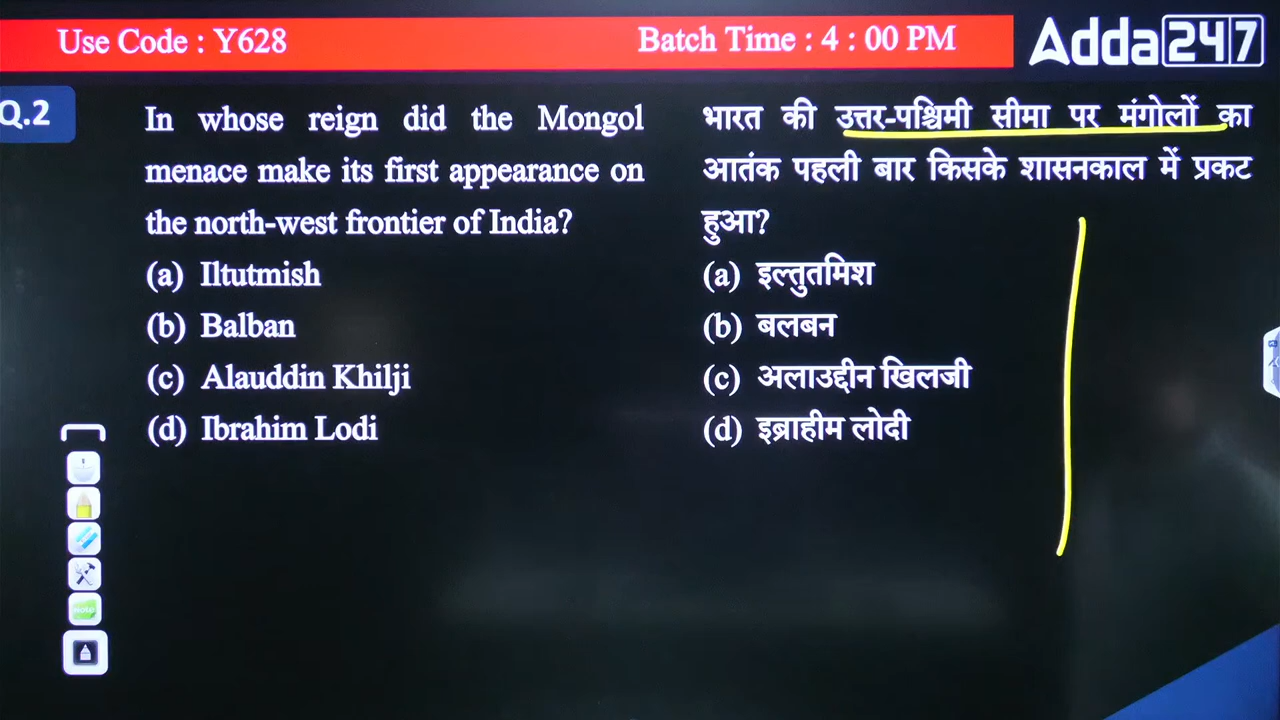 Use Code : Y628
Batch Time : 4 : 00 PM
Adda247
Q.2
In whose reign did the Mongol
menace make its first appearance on
the north-west frontier of India?
(a) Iltutmish
(b) Balban
(c) Alauddin Khilji
(d) Ibrahim Lodi
भारत की उत्तर-पश्चिमी सीमा पर मंगोलों का
आतंक पहली बार किसके शासनकाल में प्रकट
हुआ?
(a) इल्तुतमिश
(b) बलबन
(c) अलाउद्दीन खिलजी
(d) इब्राहीम लोदी